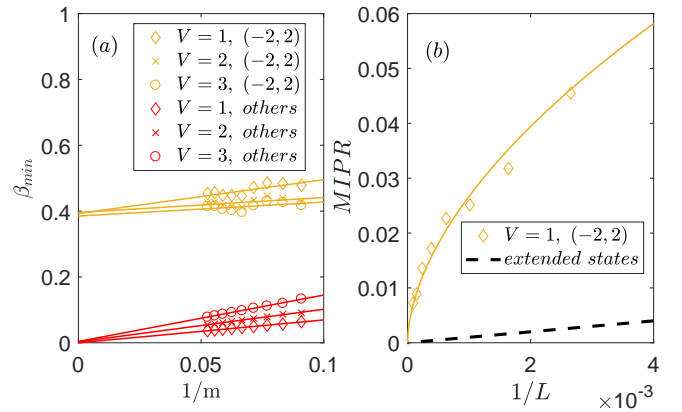 (a)
V = 1, (−2, 2)
V = 2, (−2, 2)
V = 3, (−2, 2)
V = 1, others
V = 2, others
V = 3, others
1
0.8
0.6
0.4
0.2
0
β_min
0
0.05
0.1
1/m
(b)
0.06
0.05
0.04
0.03
0.02
0.01
0
MIPR
V = 1, (−2, 2)
extended states
0
2
4
1/L
×10^-3